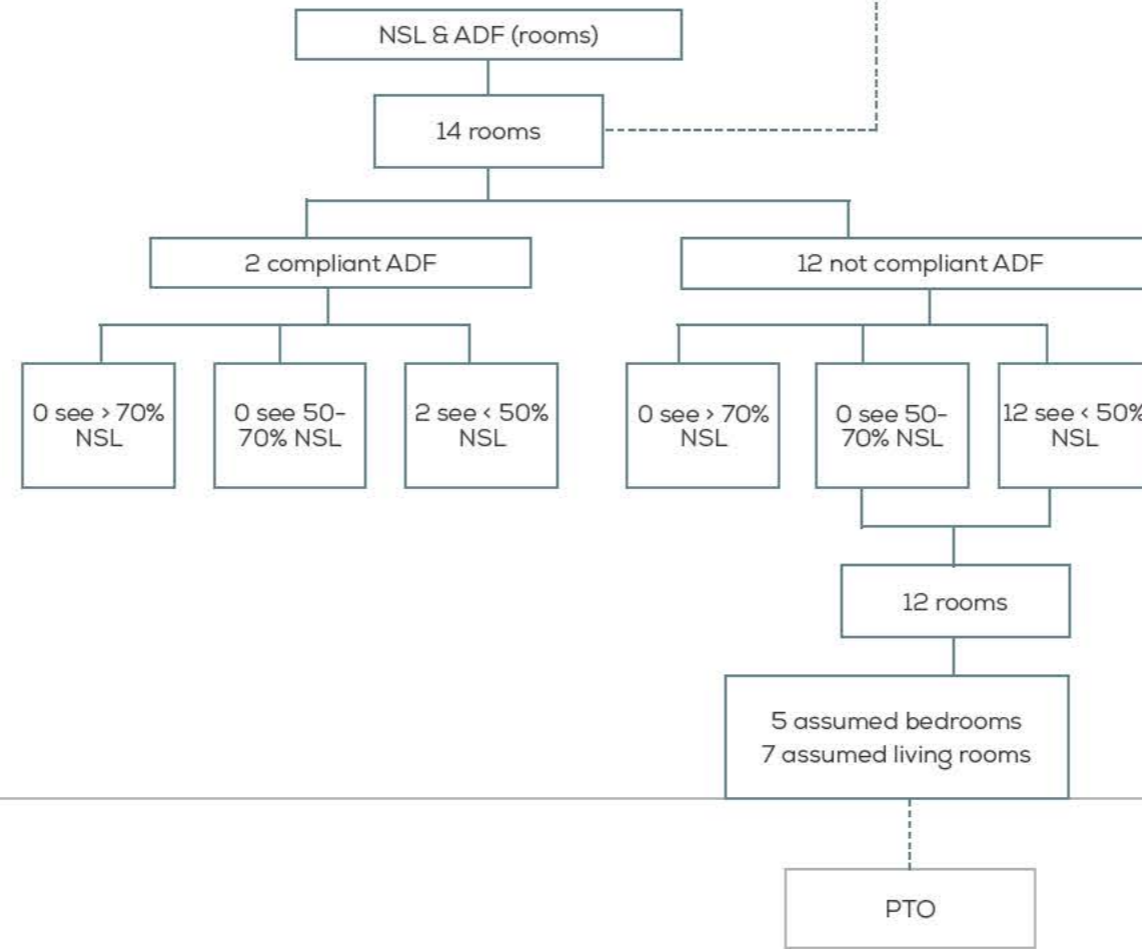 NSL & ADF (rooms)
14 rooms
2 compliant ADF
12 not compliant ADF
0 see > 70%
NSL
0 see 50-
70% NSL
2 see < 50%
NSL
0 see > 70%
NSL
0 see 50-
70% NSL
12 see < 50%
NSL
12 rooms
5 assumed bedrooms
7 assumed living rooms
PTO